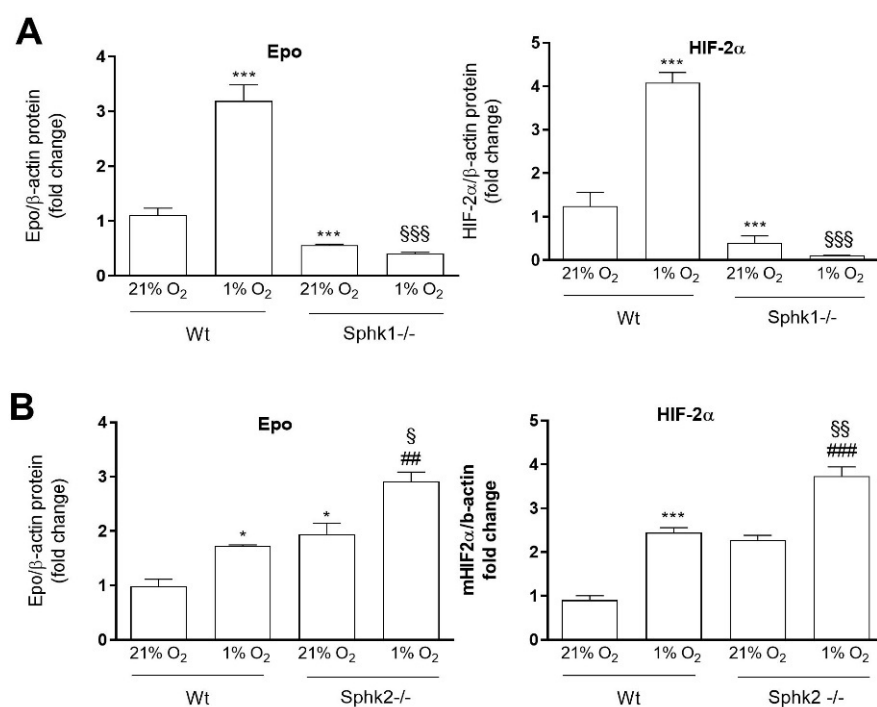 A
Epo
Epo/β-actin protein
(fold change)
4
3
2
1
0
***
***
§§§
21% O₂ 1% O₂ 21% O₂ 1% O₂
Wt Sphk1-/-
HIF-2α
HIF-2α/β-actin protein
(fold change)
5
4
3
2
1
0
***
***
§§§
21% O₂ 1% O₂ 21% O₂ 1% O₂
Wt Sphk1-/-
B
Epo
Epo/β-actin protein
(fold change)
4
3
2
1
0
*
*
§
##
21% O₂ 1% O₂ 21% O₂ 1% O₂
Wt Sphk2-/-
HIF-2α
mHIF2α/b-actin
fold change
5
4
3
2
1
0
***
§§
###
21% O₂ 1% O₂ 21% O₂ 1% O₂
Wt Sphk2 -/-